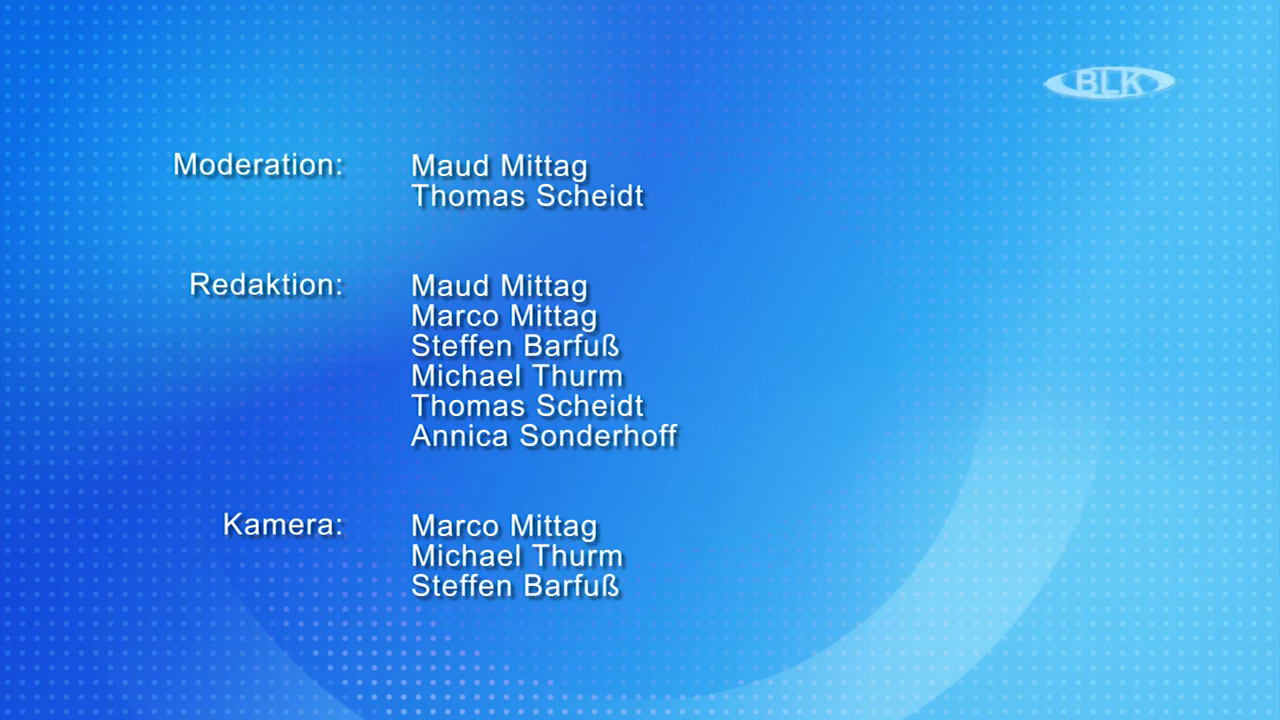 BLK
Moderation: Maud Mittag
Thomas Scheidt
Redaktion: Maud Mittag
Marco Mittag
Steffen Barfuß
Michael Thurm
Thomas Scheidt
Annica Sonderhoff
Kamera: Marco Mittag
Michael Thurm
Steffen Barfuß